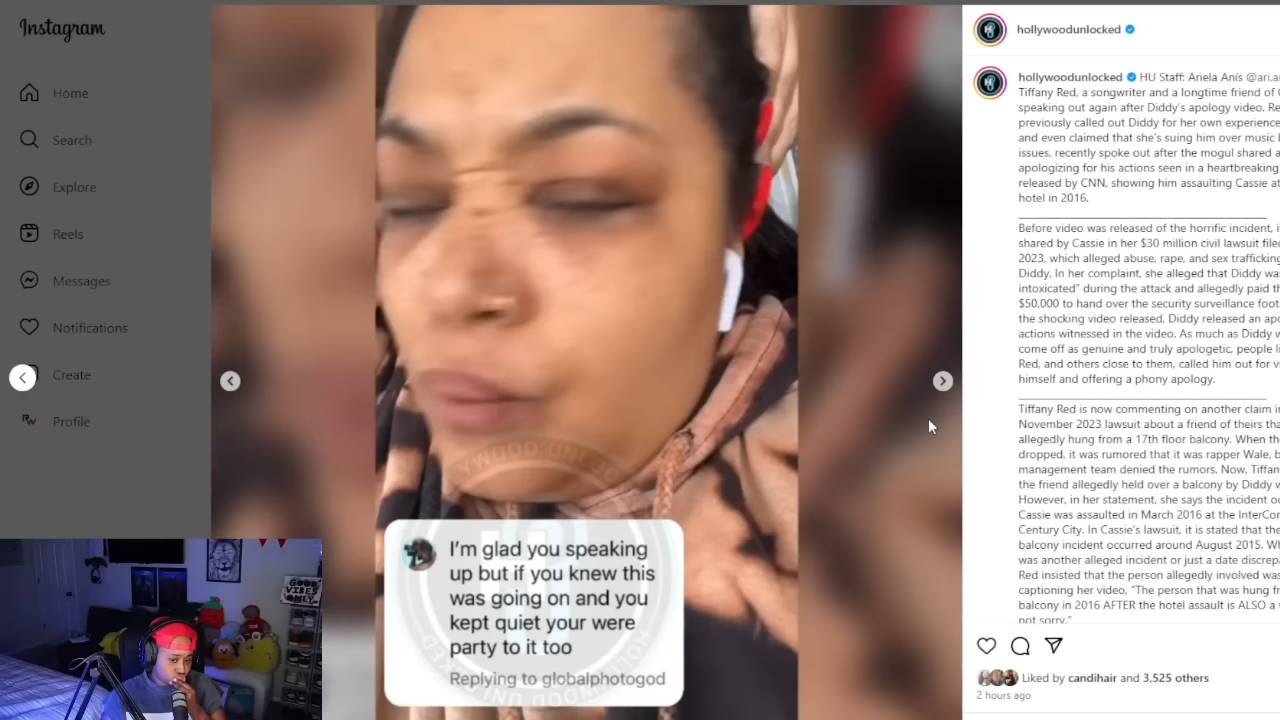 Instagram
Home
Search
Explore
Reels
Messages
Notifications
Create
Profile
I'm glad you speaking
up but if you knew this
was going on and you
kept quiet your were
party to it too
Replying to globalphotogod
GOOD
VIBES
ONLY
hollywoodunlocked
hollywoodunlocked HU Staff: Ariela Anís @ari.a
Tiffany Red, a songwriter and a longtime friend of
speaking out again after Diddy's apology video. Re
previously called out Diddy for her own experience
and even claimed that she's suing him over music
issues, recently spoke out after the mogul shared a
apologizing for his actions seen in a heartbreaking
released by CNN, showing him assaulting Cassie at
hotel in 2016.
Before video was released of the horrific incident, i
shared by Cassie in her $30 million civil lawsuit file
2023, which alleged abuse, rape, and sex trafficking
Diddy. In her complaint, she alleged that Diddy wa
intoxicated" during the attack and allegedly paid th
$50,000 to hand over the security surveillance foot
the shocking video released, Diddy released an apo
actions witnessed in the video. As much as Diddy w
come off as genuine and truly apologetic, people li
Red, and others close to them, called him out for vi
himself and offering a phony apology.
Tiffany Red is now commenting on another claim i
November 2023 lawsuit about a friend of theirs tha
allegedly hung from a 17th floor balcony. When th
dropped, it was rumored that it was rapper Wale, b
management team denied the rumors. Now, Tiffan
the friend allegedly held over a balcony by Diddy w
However, in her statement, she says the incident o
Cassie was assaulted in March 2016 at the InterCor
Century City. In Cassie's lawsuit, it is stated that the
balcony incident occurred around August 2015. Wh
was another alleged incident or just a date discrepa
Red insisted that the person allegedly involved was
captioning her video, "The person that was hung fr
balcony in 2016 AFTER the hotel assault is ALSO a
not sorry."
Liked by candihair and 3,525 others
2 hours ago